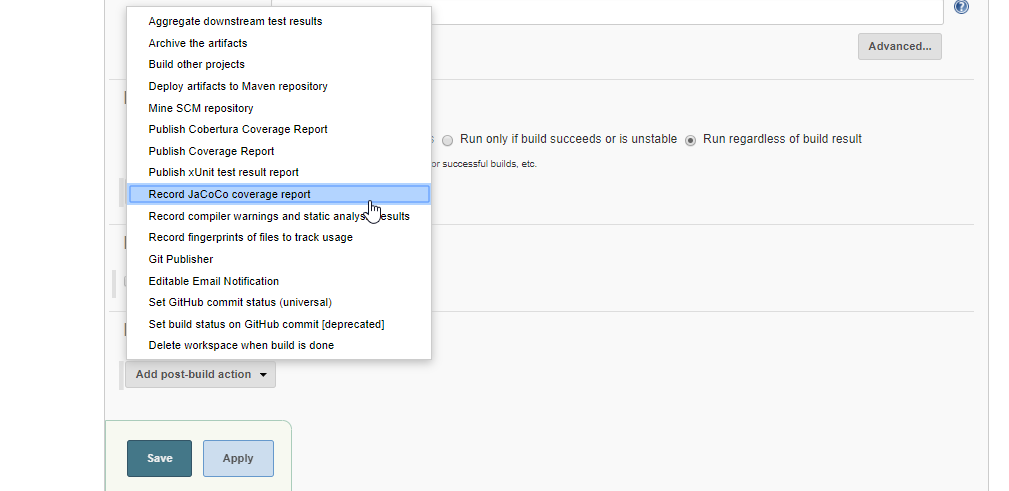 Aggregate downstream test results
Archive the artifacts
Build other projects
Deploy artifacts to Maven repository
Mine SCM repository
Publish Cobertura Coverage Report
Publish Coverage Report
Publish xUnit test result report
Record JaCoCo coverage report
Record compiler warnings and static results
Record fingerprints of files to track usage
Git Publisher
Editable Email Notification
Set GitHub commit status (universal)
Set build status on GitHub commit [deprecated]
Delete workspace when build is done
?
Advanced...
Run only if build succeeds or is unstable Run regardless of build result
or successful builds, etc.
Add post-build action
Save Apply